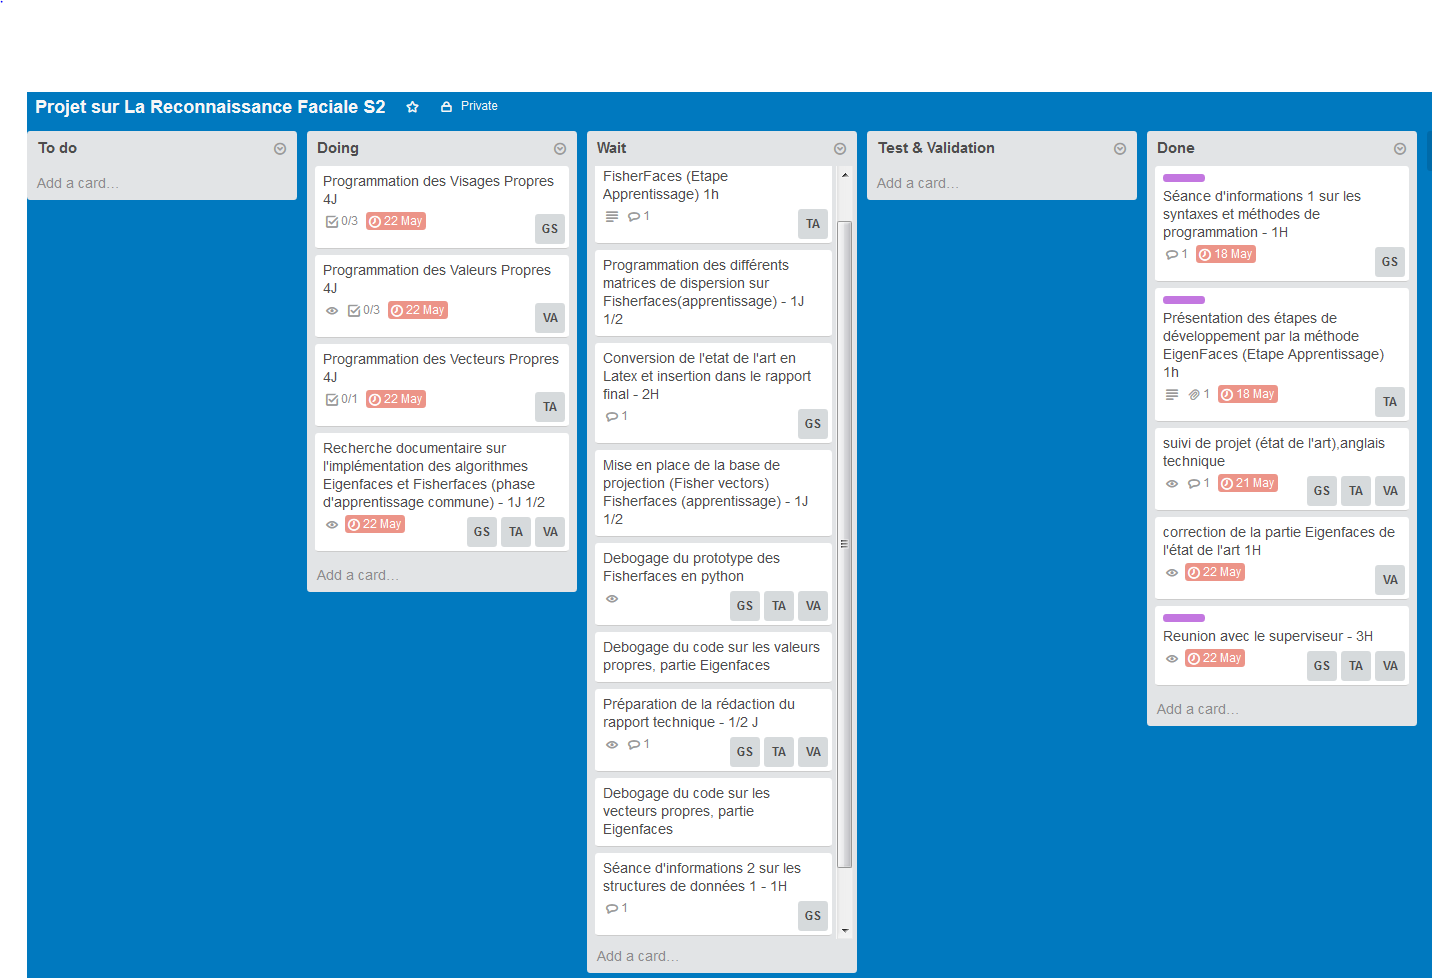 Projet sur La Reconnaissance Faciale S2 Private
To do
Add a card...
Doing
Programmation des Visages Propres
4J
0/3 22 May
GS
Programmation des Valeurs Propres
4J
0/3 22 May
VA
Programmation des Vecteurs Propres
4J
0/1 22 May
TA
Recherche documentaire sur
l'implémentation des algorithmes
Eigenfaces et Fisherfaces (phase
d'apprentissage commune) - 1J 1/2
22 May
GS TA VA
Add a card...
Wait
FisherFaces (Etape
Apprentissage) 1h
1
TA
Programmation des différents
matrices de dispersion sur
Fisherfaces(apprentissage) - 1J
1/2
Conversion de l'etat de l'art en
Latex et insertion dans le rapport
final - 2H
1
GS
Mise en place de la base de
projection (Fisher vectors)
Fisherfaces (apprentissage) - 1J
1/2
Debogage du prototype des
Fisherfaces en python
GS TA VA
Debogage du code sur les valeurs
propres, partie Eigenfaces
Préparation de la rédaction du
rapport technique - 1/2 J
1
GS TA VA
Debogage du code sur les
vecteurs propres, partie
Eigenfaces
Séance d'informations 2 sur les
structures de données 1 - 1H
1
GS
Add a card...
Test & Validation
Add a card...
Done
Séance d'informations 1 sur les
syntaxes et méthodes de
programmation - 1H
1 18 May
GS
Présentation des étapes de
développement par la méthode
EigenFaces (Etape Apprentissage)
1h
1 18 May
TA
suivi de projet (état de l'art),anglais
technique
1 21 May
GS TA VA
correction de la partie Eigenfaces de
l'état de l'art 1H
22 May
VA
Reunion avec le superviseur - 3H
22 May
GS TA VA
Add a card...